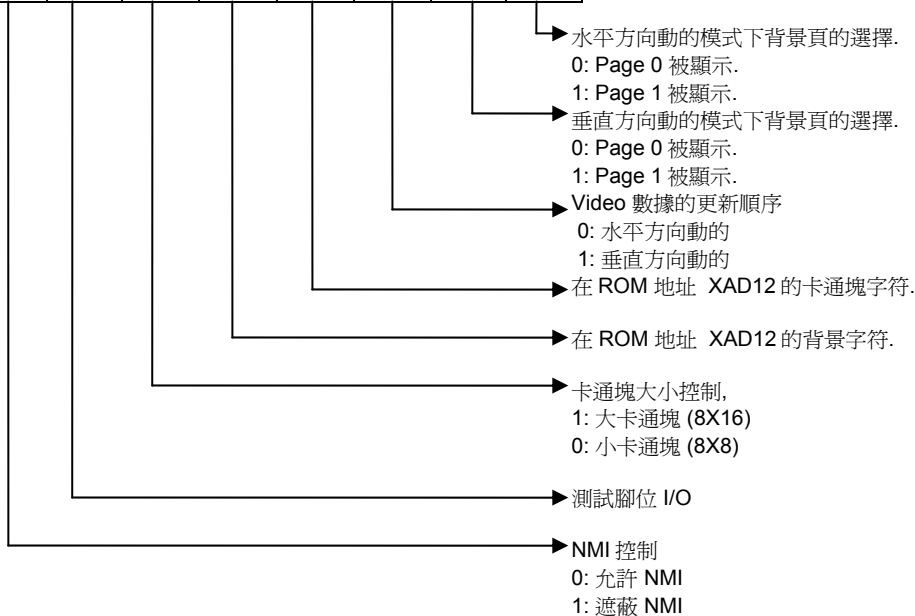 水平方向動的模式下背景頁的選擇.
0: Page 0 被顯示.
1: Page 1 被顯示.
垂直方向動的模式下背景頁的選擇.
0: Page 0 被顯示.
1: Page 1 被顯示.
Video 數據的更新順序
0: 水平方向動的
1: 垂直方向動的
在 ROM 地址 XAD12 的卡通塊字符.
在 ROM 地址 XAD12 的背景字符.
卡通塊大小控制,
1: 大卡通塊 (8X16)
0: 小卡通塊 (8X8)
測試腳位 I/O
NMI 控制
0: 允許 NMI
1: 遮蔽 NMI